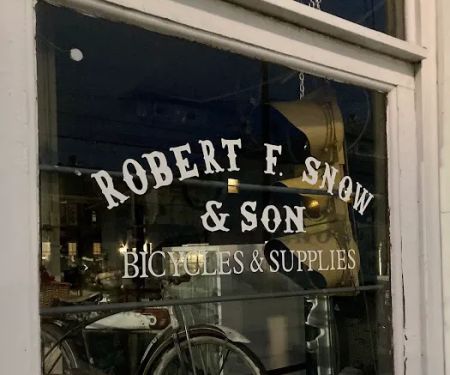 ROBERT F. SNOW
& SON
BICYCLES & SUPPLIES